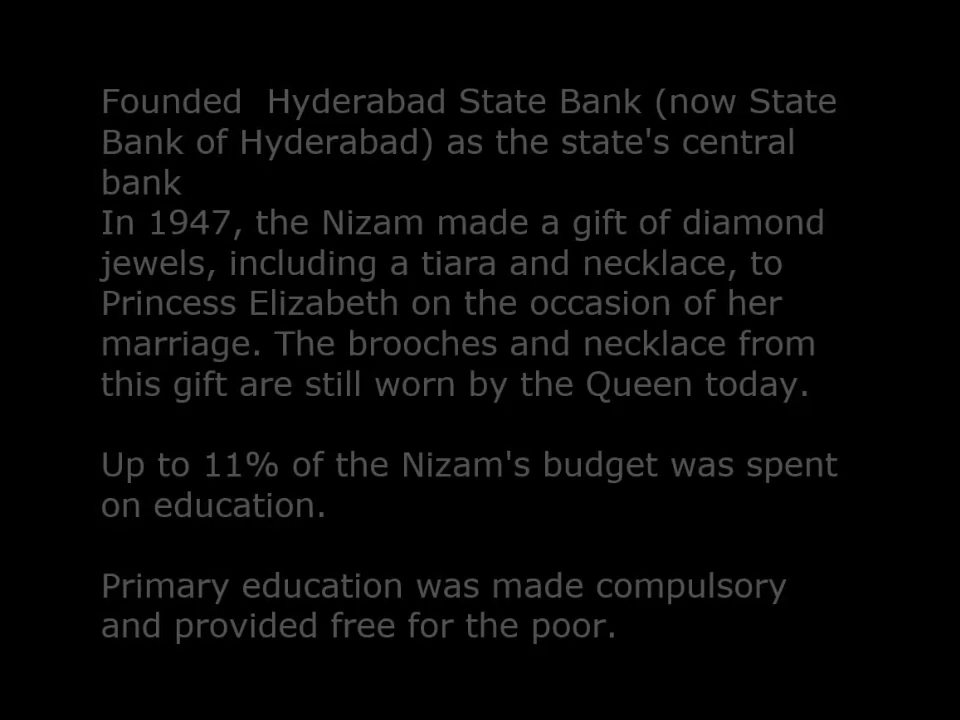 Founded  Hyderabad State Bank (now State
Bank of Hyderabad) as the state's central
bank
In 1947, the Nizam made a gift of diamond
jewels, including a tiara and necklace, to
Princess Elizabeth on the occasion of her
marriage. The brooches and necklace from
this gift are still worn by the Queen today.
Up to 11% of the Nizam's budget was spent
on education.
Primary education was made compulsory
and provided free for the poor.